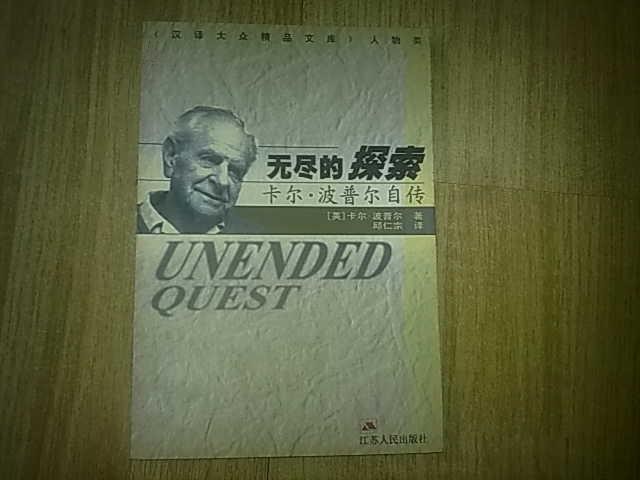 《汉译大众精品文库》人物类
无尽的探索
卡尔·波普尔自传
[英]卡尔·波普尔 著
邱仁宗 译
UNENDED
QUEST
江苏人民出版社